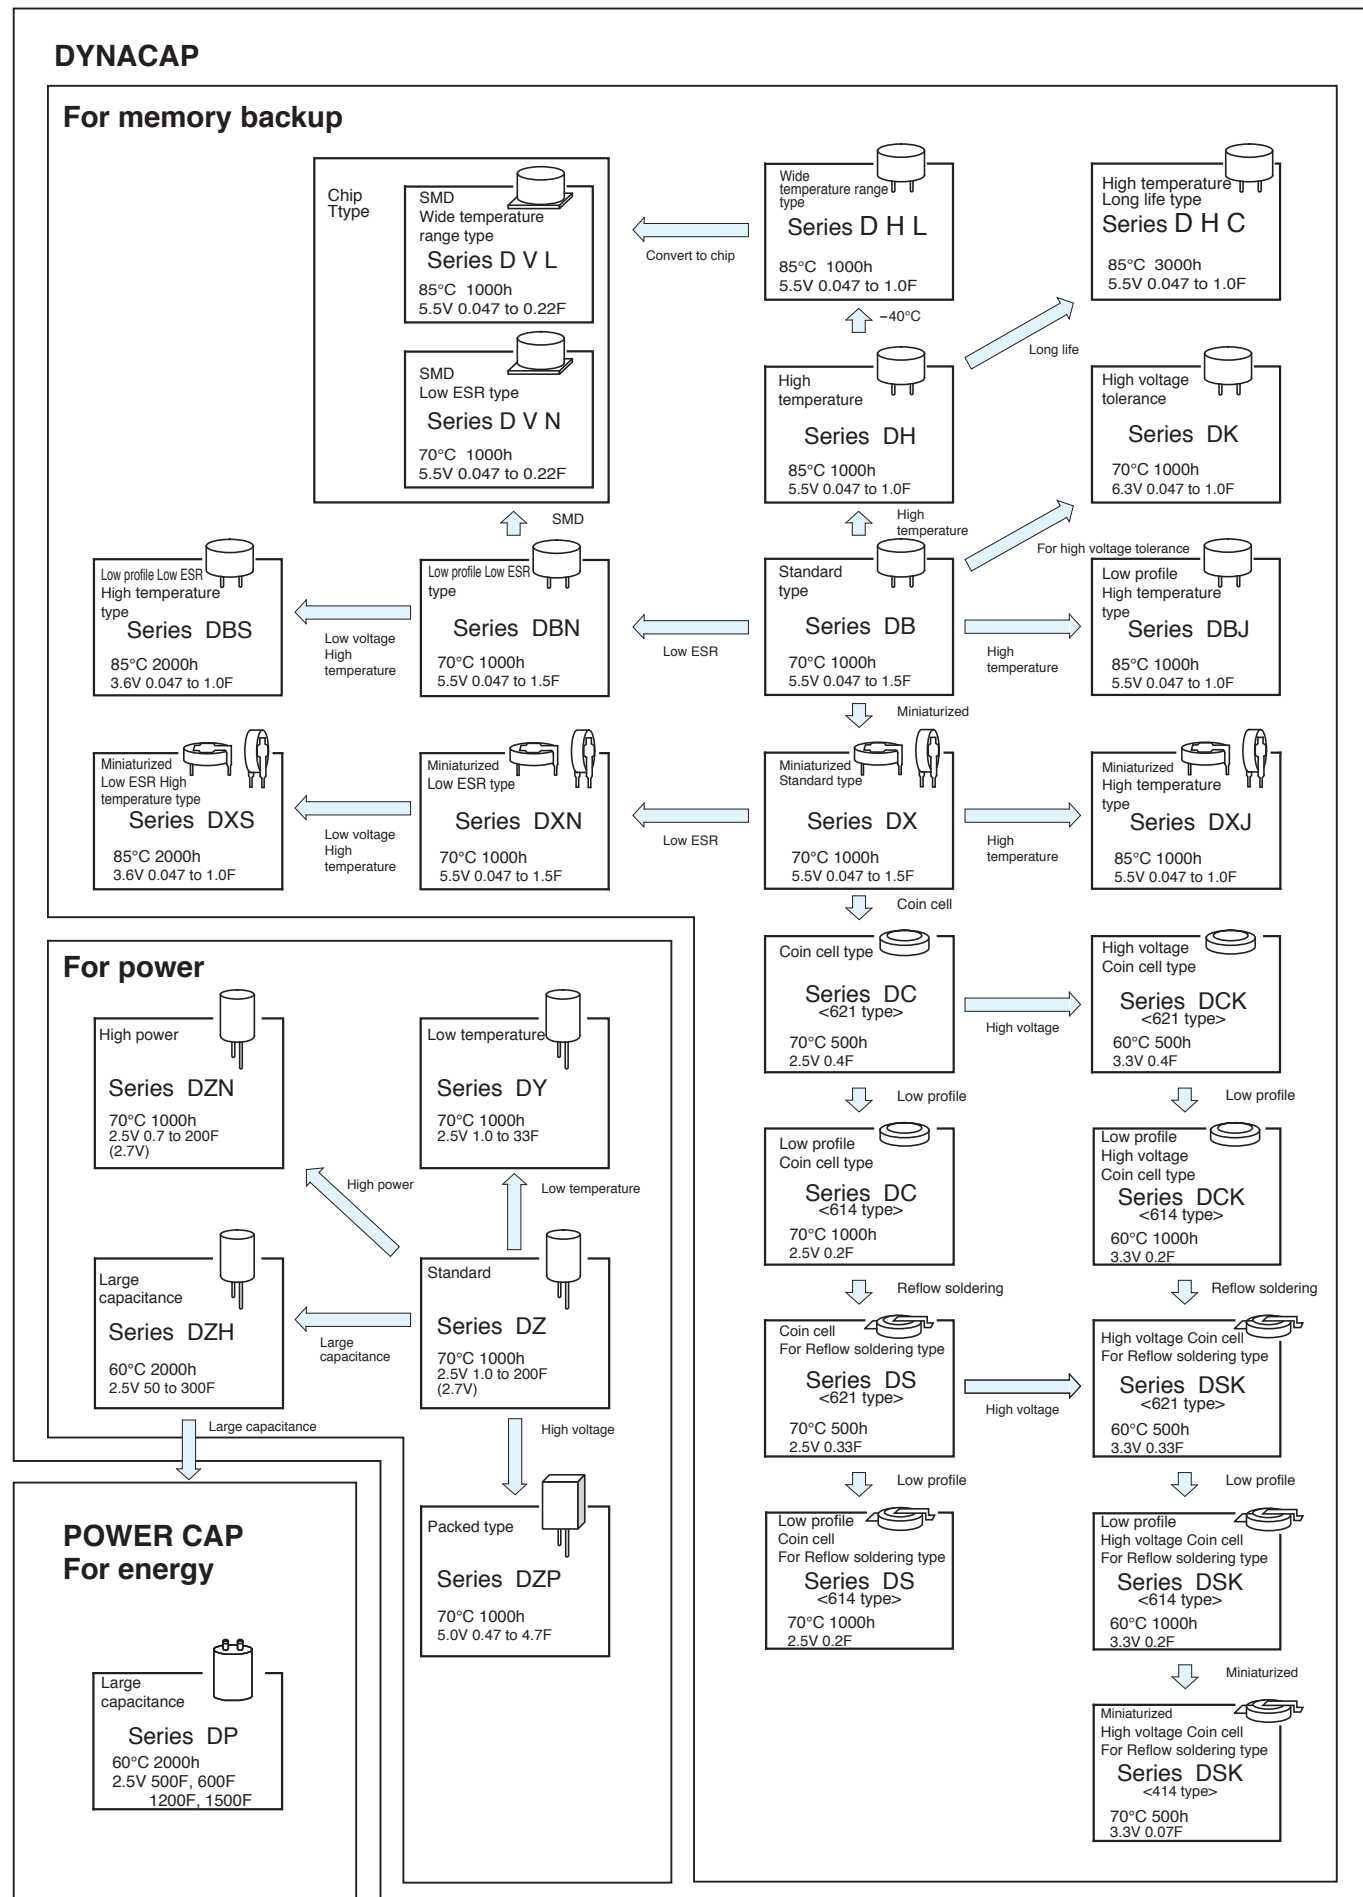 DYNACAP
For memory backup
Chip
Ttype
SMD
Wide temperature
range type
Series D V L
85°C 1000h
5.5V 0.047 to 0.22F
SMD
Low ESR type
Series D V N
70°C 1000h
5.5V 0.047 to 0.22F
Convert to chip
Wide
temperature range
type
Series D H L
85°C 1000h
5.5V 0.047 to 1.0F
High temperature
Long life type
Series D H C
85°C 3000h
5.5V 0.047 to 1.0F
−40°C
Long life
High
temperature
Series DH
85°C 1000h
5.5V 0.047 to 1.0F
High voltage
tolerance
Series DK
70°C 1000h
6.3V 0.047 to 1.0F
SMD
High
temperature
For high voltage tolerance
Low profile Low ESR
High temperature
type
Series DBS
85°C 2000h
3.6V 0.047 to 1.0F
Low voltage
High
temperature
Low profile Low ESR
type
Series DBN
70°C 1000h
5.5V 0.047 to 1.5F
Low ESR
Standard
type
Series DB
70°C 1000h
5.5V 0.047 to 1.5F
High
temperature
Low profile
High temperature
type
Series DBJ
85°C 1000h
5.5V 0.047 to 1.0F
Miniaturized
Miniaturized
Low ESR High
temperature type
Series DXS
85°C 2000h
3.6V 0.047 to 1.0F
Low voltage
High
temperature
Miniaturized
Low ESR type
Series DXN
70°C 1000h
5.5V 0.047 to 1.5F
Low ESR
Miniaturized
Standard type
Series DX
70°C 1000h
5.5V 0.047 to 1.5F
High
temperature
Miniaturized
High temperature
type
Series DXJ
85°C 1000h
5.5V 0.047 to 1.0F
Coin cell
Coin cell type
Series DC
<621 type>
70°C 500h
2.5V 0.4F
High voltage
High voltage
Coin cell type
Series DCK
<621 type>
60°C 500h
3.3V 0.4F
Low profile
Low profile
Low profile
Coin cell type
Series DC
<614 type>
70°C 1000h
2.5V 0.2F
Low profile
High voltage
Coin cell type
Series DCK
<614 type>
60°C 1000h
3.3V 0.2F
Reflow soldering
Reflow soldering
Coin cell
For Reflow soldering type
Series DS
<621 type>
70°C 500h
2.5V 0.33F
High voltage
High voltage Coin cell
For Reflow soldering type
Series DSK
<621 type>
60°C 500h
3.3V 0.33F
Low profile
Low profile
Low profile
Coin cell
For Reflow soldering type
Series DS
<614 type>
70°C 1000h
2.5V 0.2F
Low profile
High voltage Coin cell
For Reflow soldering type
Series DSK
<614 type>
60°C 1000h
3.3V 0.2F
Miniaturized
Miniaturized
High voltage Coin cell
For Reflow soldering type
Series DSK
<414 type>
70°C 500h
3.3V 0.07F
For power
High power
Series DZN
70°C 1000h
2.5V 0.7 to 200F
(2.7V)
Low temperature
Series DY
70°C 1000h
2.5V 1.0 to 33F
High power
Low temperature
Large
capacitance
Series DZH
60°C 2000h
2.5V 50 to 300F
Large
capacitance
Standard
Series DZ
70°C 1000h
2.5V 1.0 to 200F
(2.7V)
Large capacitance
High voltage
Packed type
Series DZP
70°C 1000h
5.0V 0.47 to 4.7F
POWER CAP
For energy
Large
capacitance
Series DP
60°C 2000h
2.5V 500F, 600F
1200F, 1500F